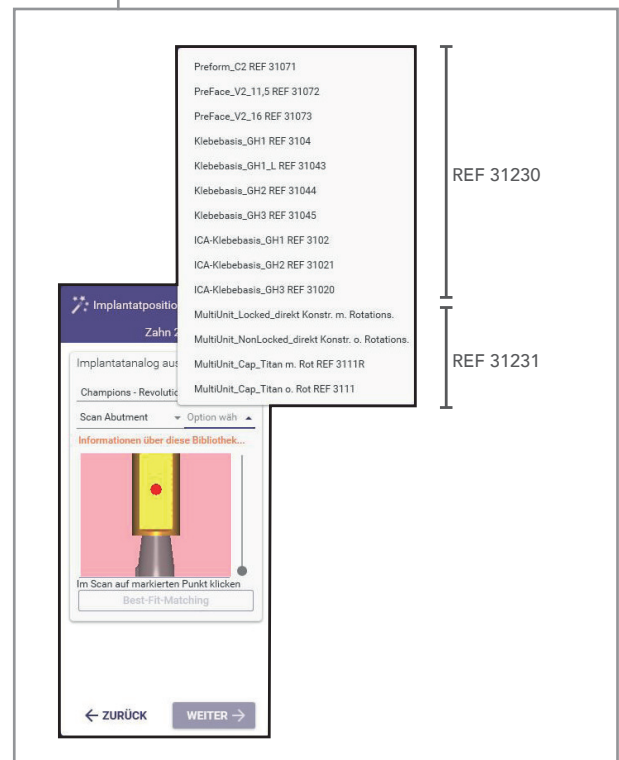 Preform_C2 REF 31071
PreFace_V2_11,5 REF 31072
PreFace_V2_16 REF 31073
Klebebasis_GH1 REF 3104
Klebebasis_GH1_L REF 31043
Klebebasis_GH2 REF 31044
Klebebasis_GH3 REF 31045
ICA-Klebebasis_GH1 REF 3102
ICA-Klebebasis_GH2 REF 31021
ICA-Klebebasis_GH3 REF 31020
MultiUnit_Locked_direkt Konstr. m. Rotations.
MultiUnit_NonLocked_direkt Konstr. o. Rotations.
MultiUnit_Cap_Titan m. Rot REF 3111R
MultiUnit_Cap_Titan o. Rot REF 3111
REF 31230
REF 31231
Implantatpositio
Zahn 2
Implantatanalog aus
Champions - Revolutio
Scan Abutment Option wäh
Informationen über diese Bibliothek...
Im Scan auf markierten Punkt klicken
Best-Fit-Matching
← ZURÜCK WEITER →